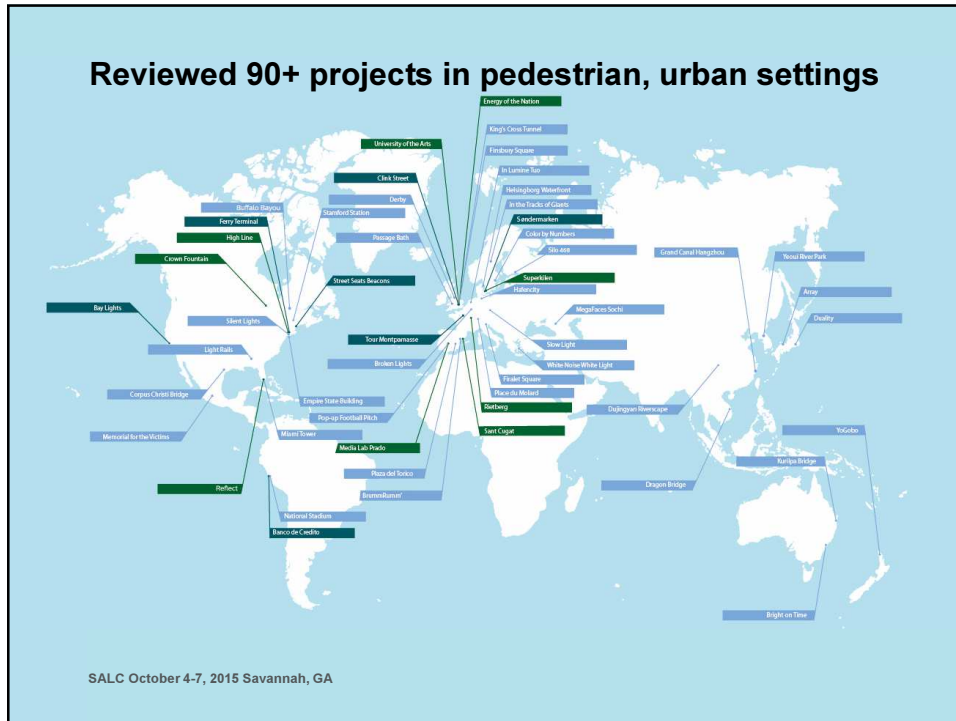 Reviewed 90+ projects in pedestrian, urban settings
Energy of the Nation
King's Cross Tunnel
University of the Arts
Finsbury Square
In Lumine Tuo
Clink Street
Helsingborg Waterfront
Derby
In the Tracks of Giants
Buffalo Bayou
Stamford Station
Ferry Terminal
Sandermarken
Color by Numbers
High Line
Passage Bath
Silo 468
Grand Canal Hangzhou
Yeoui River Park
Crown Fountain
Superkilen
Street Seats Beacons
Hallancity
Array
Bay Lights
MegaFaces Sochi
Duality
Silent Lights
Tour Montparnasse
Slow Light
Light Rails
Broken Lights
White Noise White Light
Firalet Square
Corpus Christi Bridge
Place du Molard
Empire State Building
Rietberg
Dujingyan Riverscape
Pop-up Football Pitch
Sant Cugat
YoGobo
Memorial for the Victims
Miami Tower
Media Lab Prado
Kurilpa Bridge
Plaza del Torico
Dragon Bridge
Reflect
BrummRumm'
National Stadium
Banco de Credito
Bright on Time
SALC October 4-7, 2015 Savannah, GA